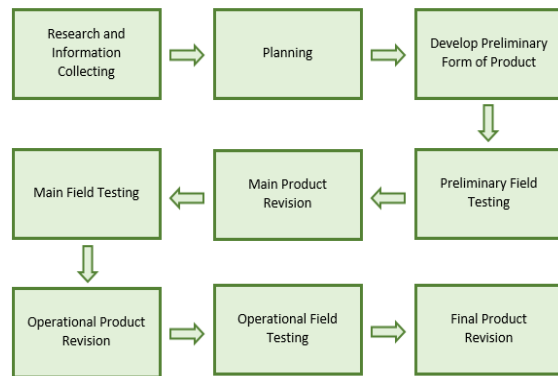 Research and
Information
Collecting
Planning
Develop Preliminary
Form of Product
Preliminary Field
Testing
Main Product
Revision
Main Field Testing
Operational Product
Revision
Operational Field
Testing
Final Product
Revision